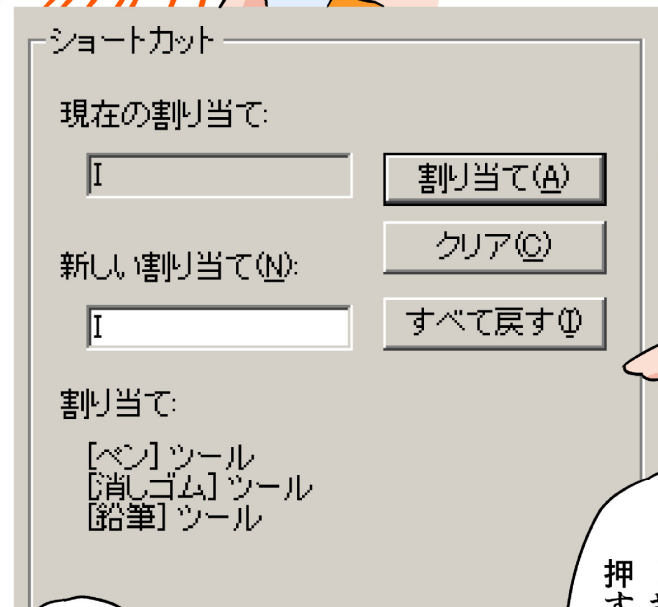 ショートカット
現在の割り当て:
I
割り当て(A)
クリア(C)
新しい割り当て(N):
I
すべて戻す(I)
割り当て:
[ペン] ツール
[消しゴム] ツール
[鉛筆] ツール
押す